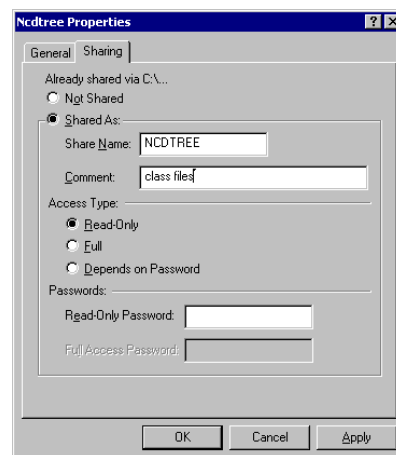 Ncdtree Properties
General Sharing
Already shared via C:\...
Not Shared
Shared As:
Share Name: NCDTREE
Comment: class files
Access Type:
Read-Only
Full
Depends on Password
Passwords:
Read-Only Password:
Full Access Password:
OK Cancel Apply